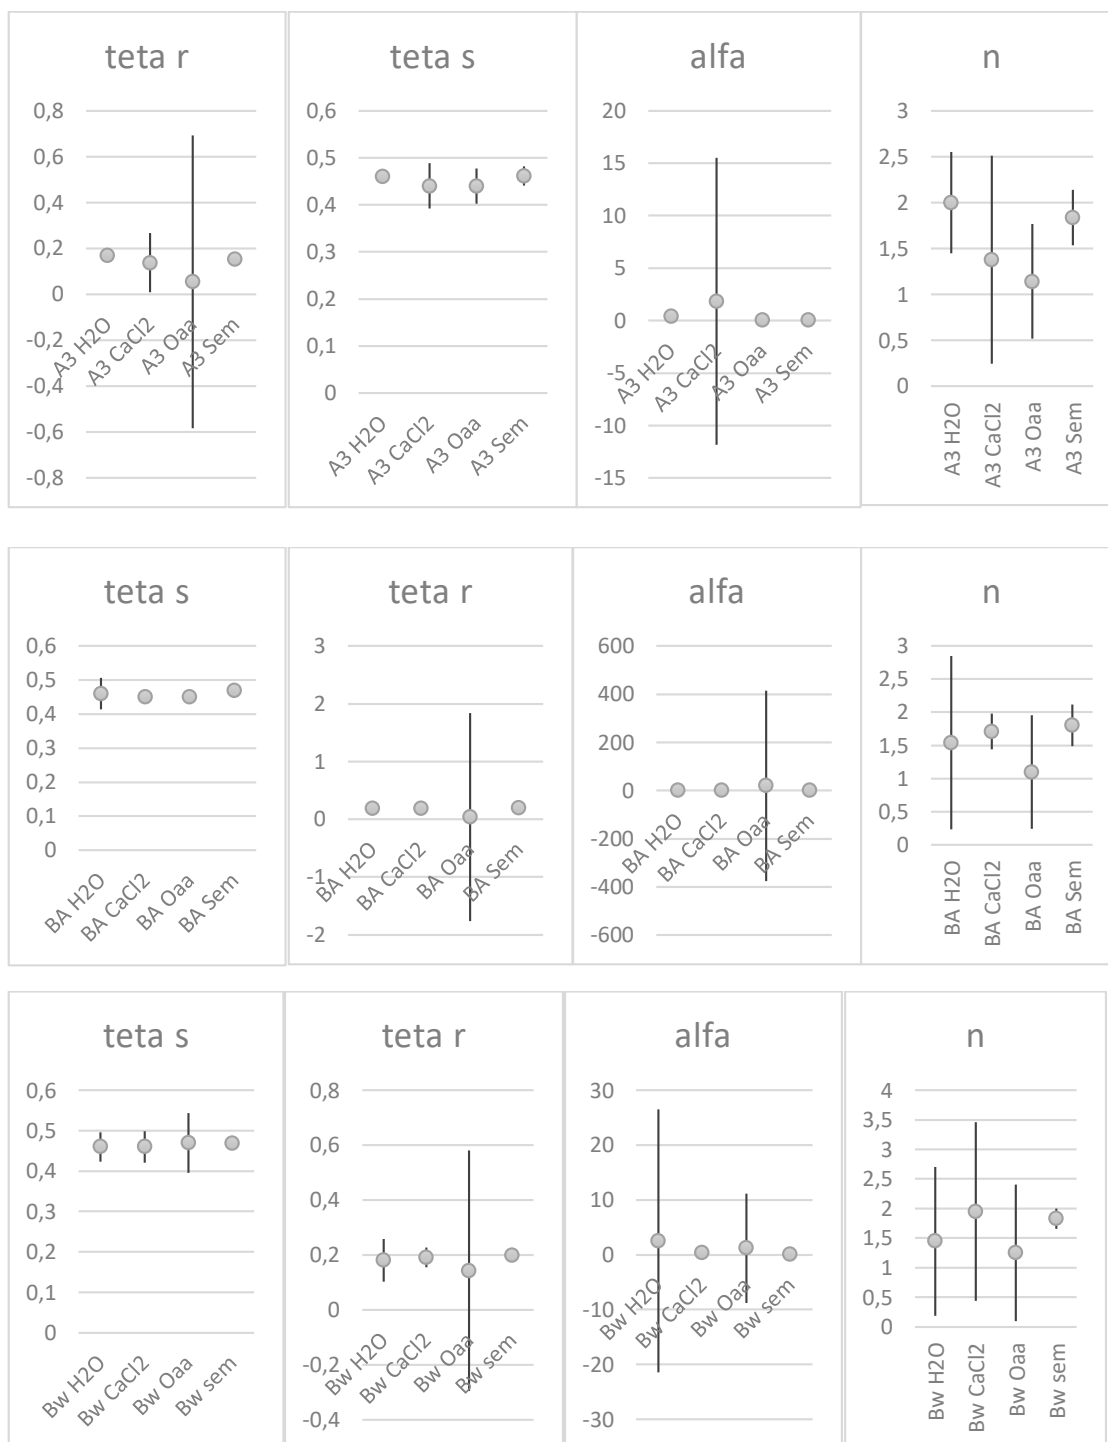 teta r
0,8
0,6
0,4
0,2
0
-0,2
-0,4
-0,6
-0,8
A3 H2O
A3 CaCl2
A3 Oaa
A3 Sem
teta s
0,6
0,5
0,4
0,3
0,2
0,1
0
A3 H2O
A3 CaCl2
A3 Oaa
A3 Sem
alfa
20
15
10
5
0
-5
-10
-15
A3 H2O
A3 CaCl2
A3 Oaa
A3 Sem
n
3
2,5
2
1,5
1
0,5
0
A3 H2O
A3 CaCl2
A3 Oaa
A3 Sem
teta s
0,6
0,5
0,4
0,3
0,2
0,1
0
BA H2O
BA CaCl2
BA Oaa
BA Sem
teta r
3
2
1
0
-1
-2
BA H2O
BA CaCl2
BA Oaa
BA Sem
alfa
600
400
200
0
-200
-400
-600
BA H2O
BA CaCl2
BA Oaa
BA Sem
n
3
2,5
2
1,5
1
0,5
0
BA H2O
BA CaCl2
BA Oaa
BA Sem
teta s
0,6
0,5
0,4
0,3
0,2
0,1
0
Bw H2O
Bw CaCl2
Bw Oaa
Bw sem
teta r
0,8
0,6
0,4
0,2
0
-0,2
-0,4
Bw H2O
Bw CaCl2
Bw Oaa
Bw sem
alfa
30
20
10
0
-10
-20
-30
Bw H2O
Bw CaCl2
Bw Oaa
Bw sem
n
4
3,5
3
2,5
2
1,5
1
0,5
0
Bw H2O
Bw CaCl2
Bw Oaa
Bw sem